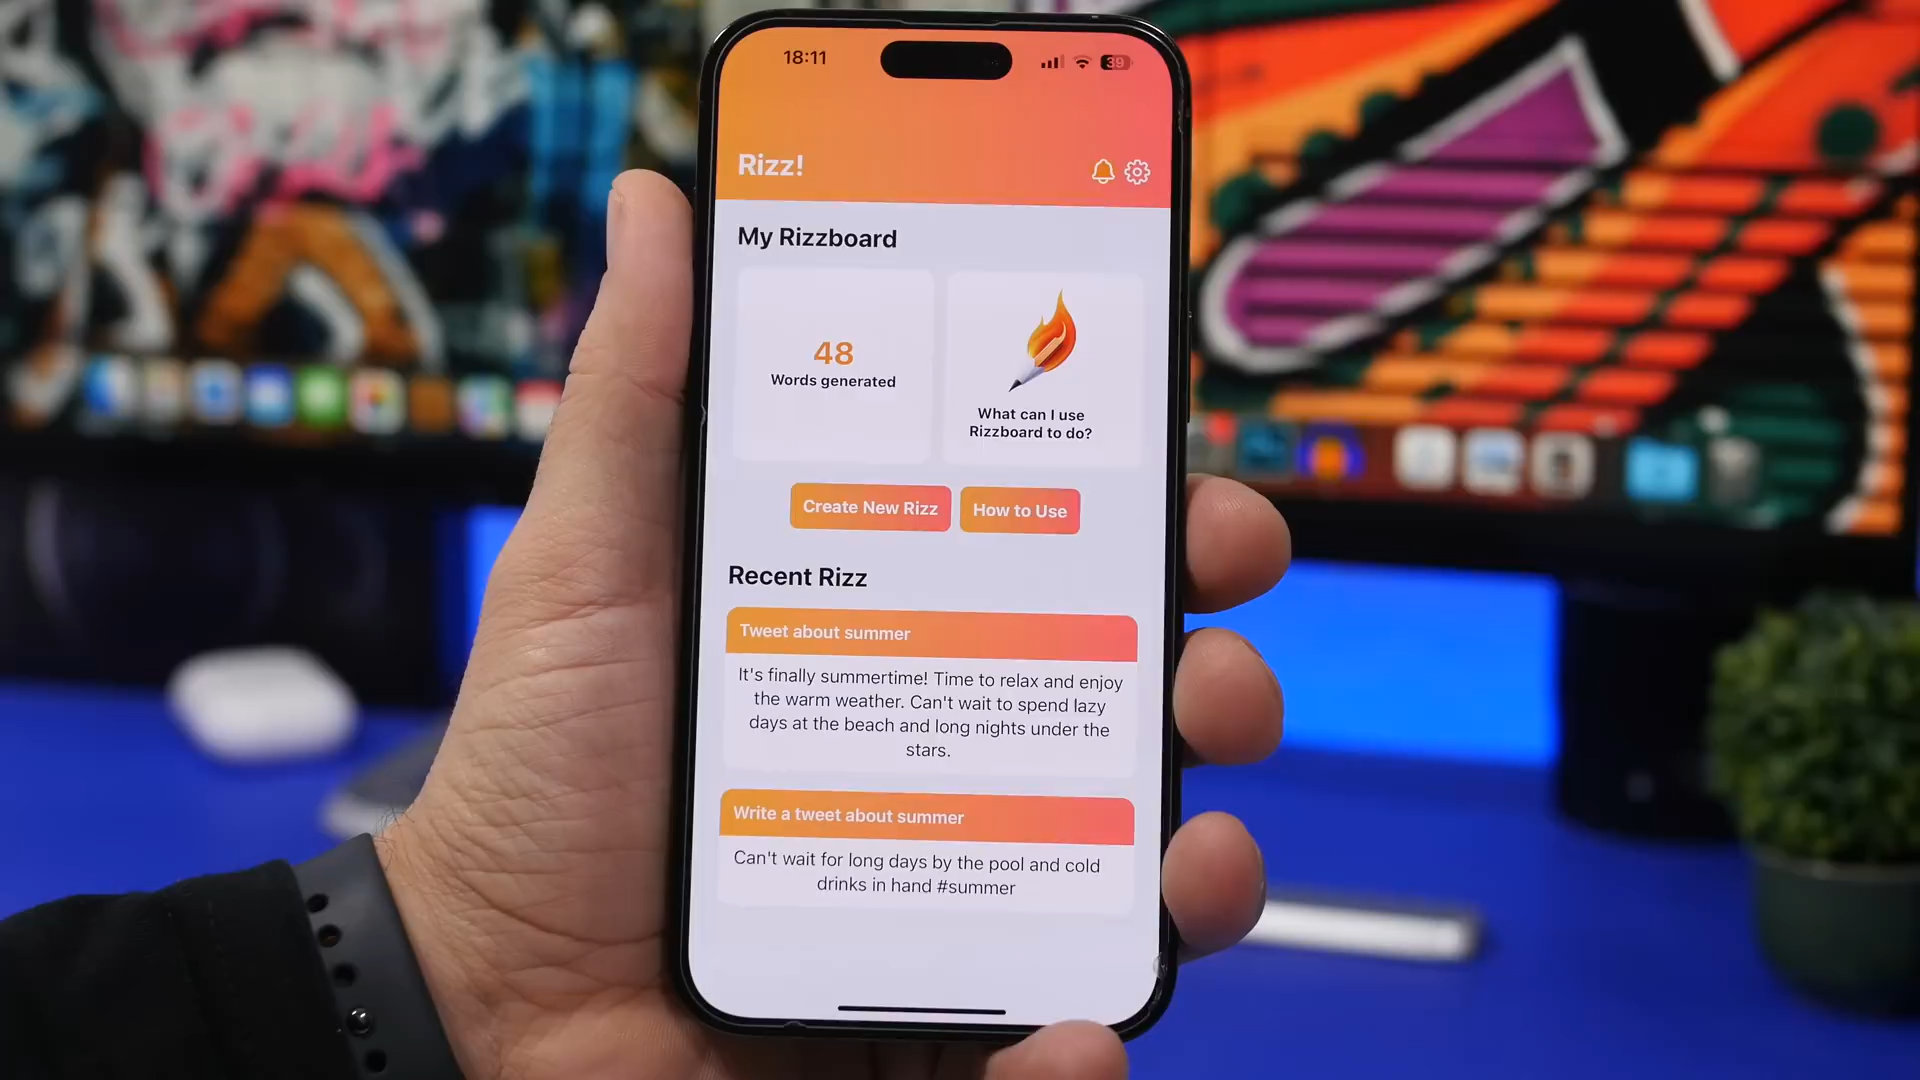 18:11
39
Rizz!
My Rizzboard
48
Words generated
What can I use
Rizzboard to do?
Create New Rizz
How to Use
Recent Rizz
Tweet about summer
It's finally summertime! Time to relax and enjoy
the warm weather. Can't wait to spend lazy
days at the beach and long nights under the
stars.
Write a tweet about summer
Can't wait for long days by the pool and cold
drinks in hand #summer